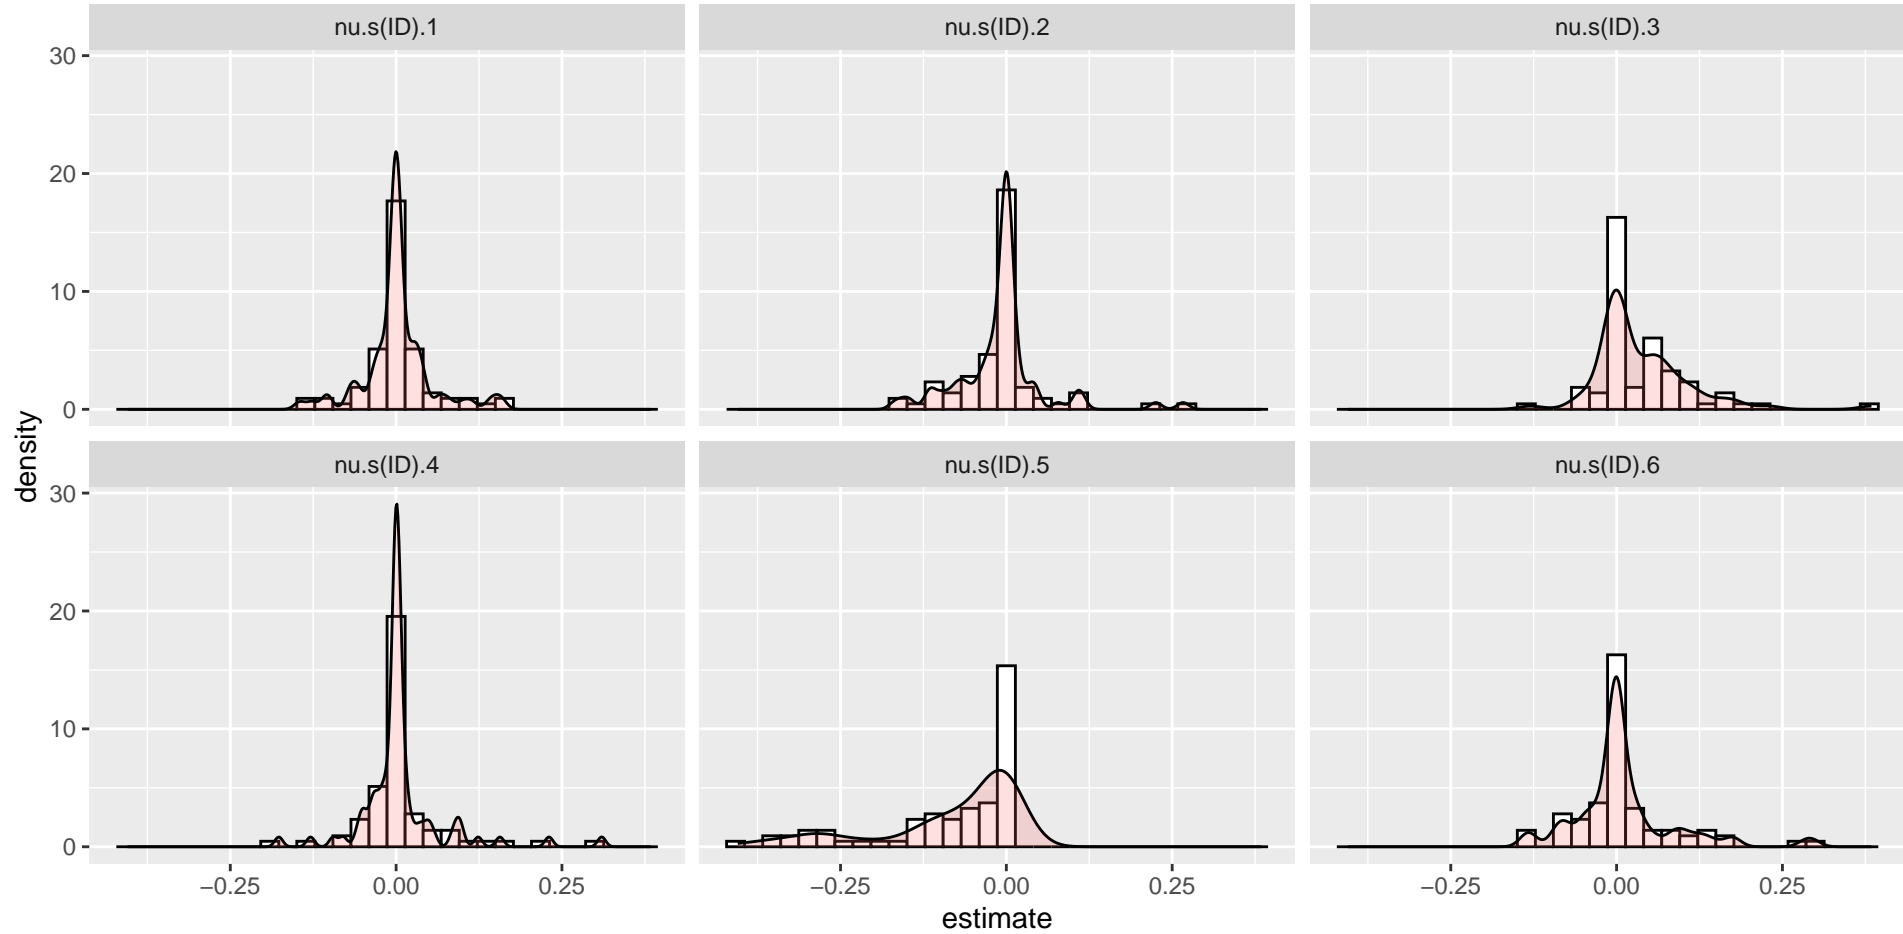 nu.s(ID).1 nu.s(ID).2 nu.s(ID).3
30
20
10
0
nu.s(ID).4 nu.s(ID).5 nu.s(ID).6
30
20
10
0
density
−0.25 0.00 0.25 −0.25 0.00 0.25 −0.25 0.00 0.25
estimate